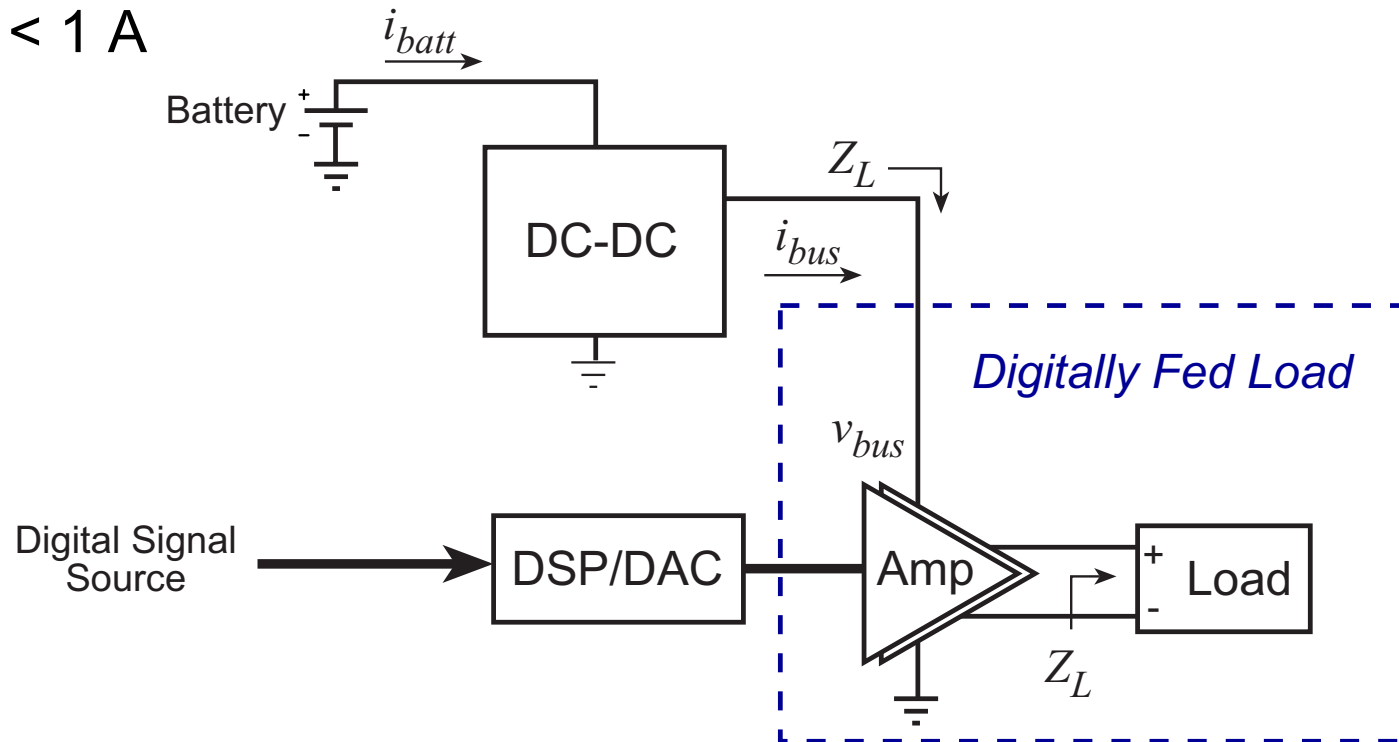 < 1 A
i_batt
Battery
+
-
Z_L
DC-DC
i_bus
Digitally Fed Load
v_bus
Digital Signal
Source
DSP/DAC
Amp
+
-
Load
Z_L